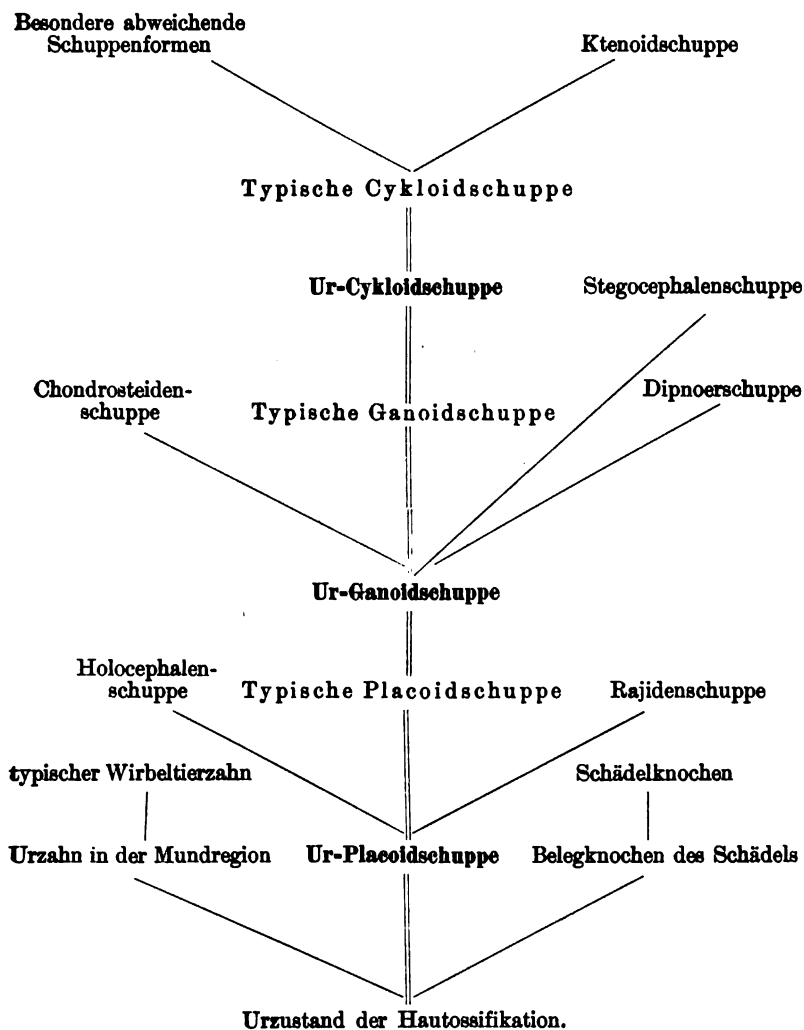 Besondere abweichende
Schuppenformen
Ktenoidschuppe
Typische Cykloidschuppe
Ur-Cykloidschuppe
Stegocephalenschuppe
Chondrosteiden-
schuppe
Typische Ganoidschuppe
Dipnoerschuppe
Ur-Ganoidschuppe
Holocephalen-
schuppe
Typische Placoidschuppe
Rajidenschuppe
typischer Wirbeltierzahn
Schädelknochen
Urzahn in der Mundregion
Ur-Placoidschuppe
Belegknochen des Schädels
Urzustand der Hautossifikation.